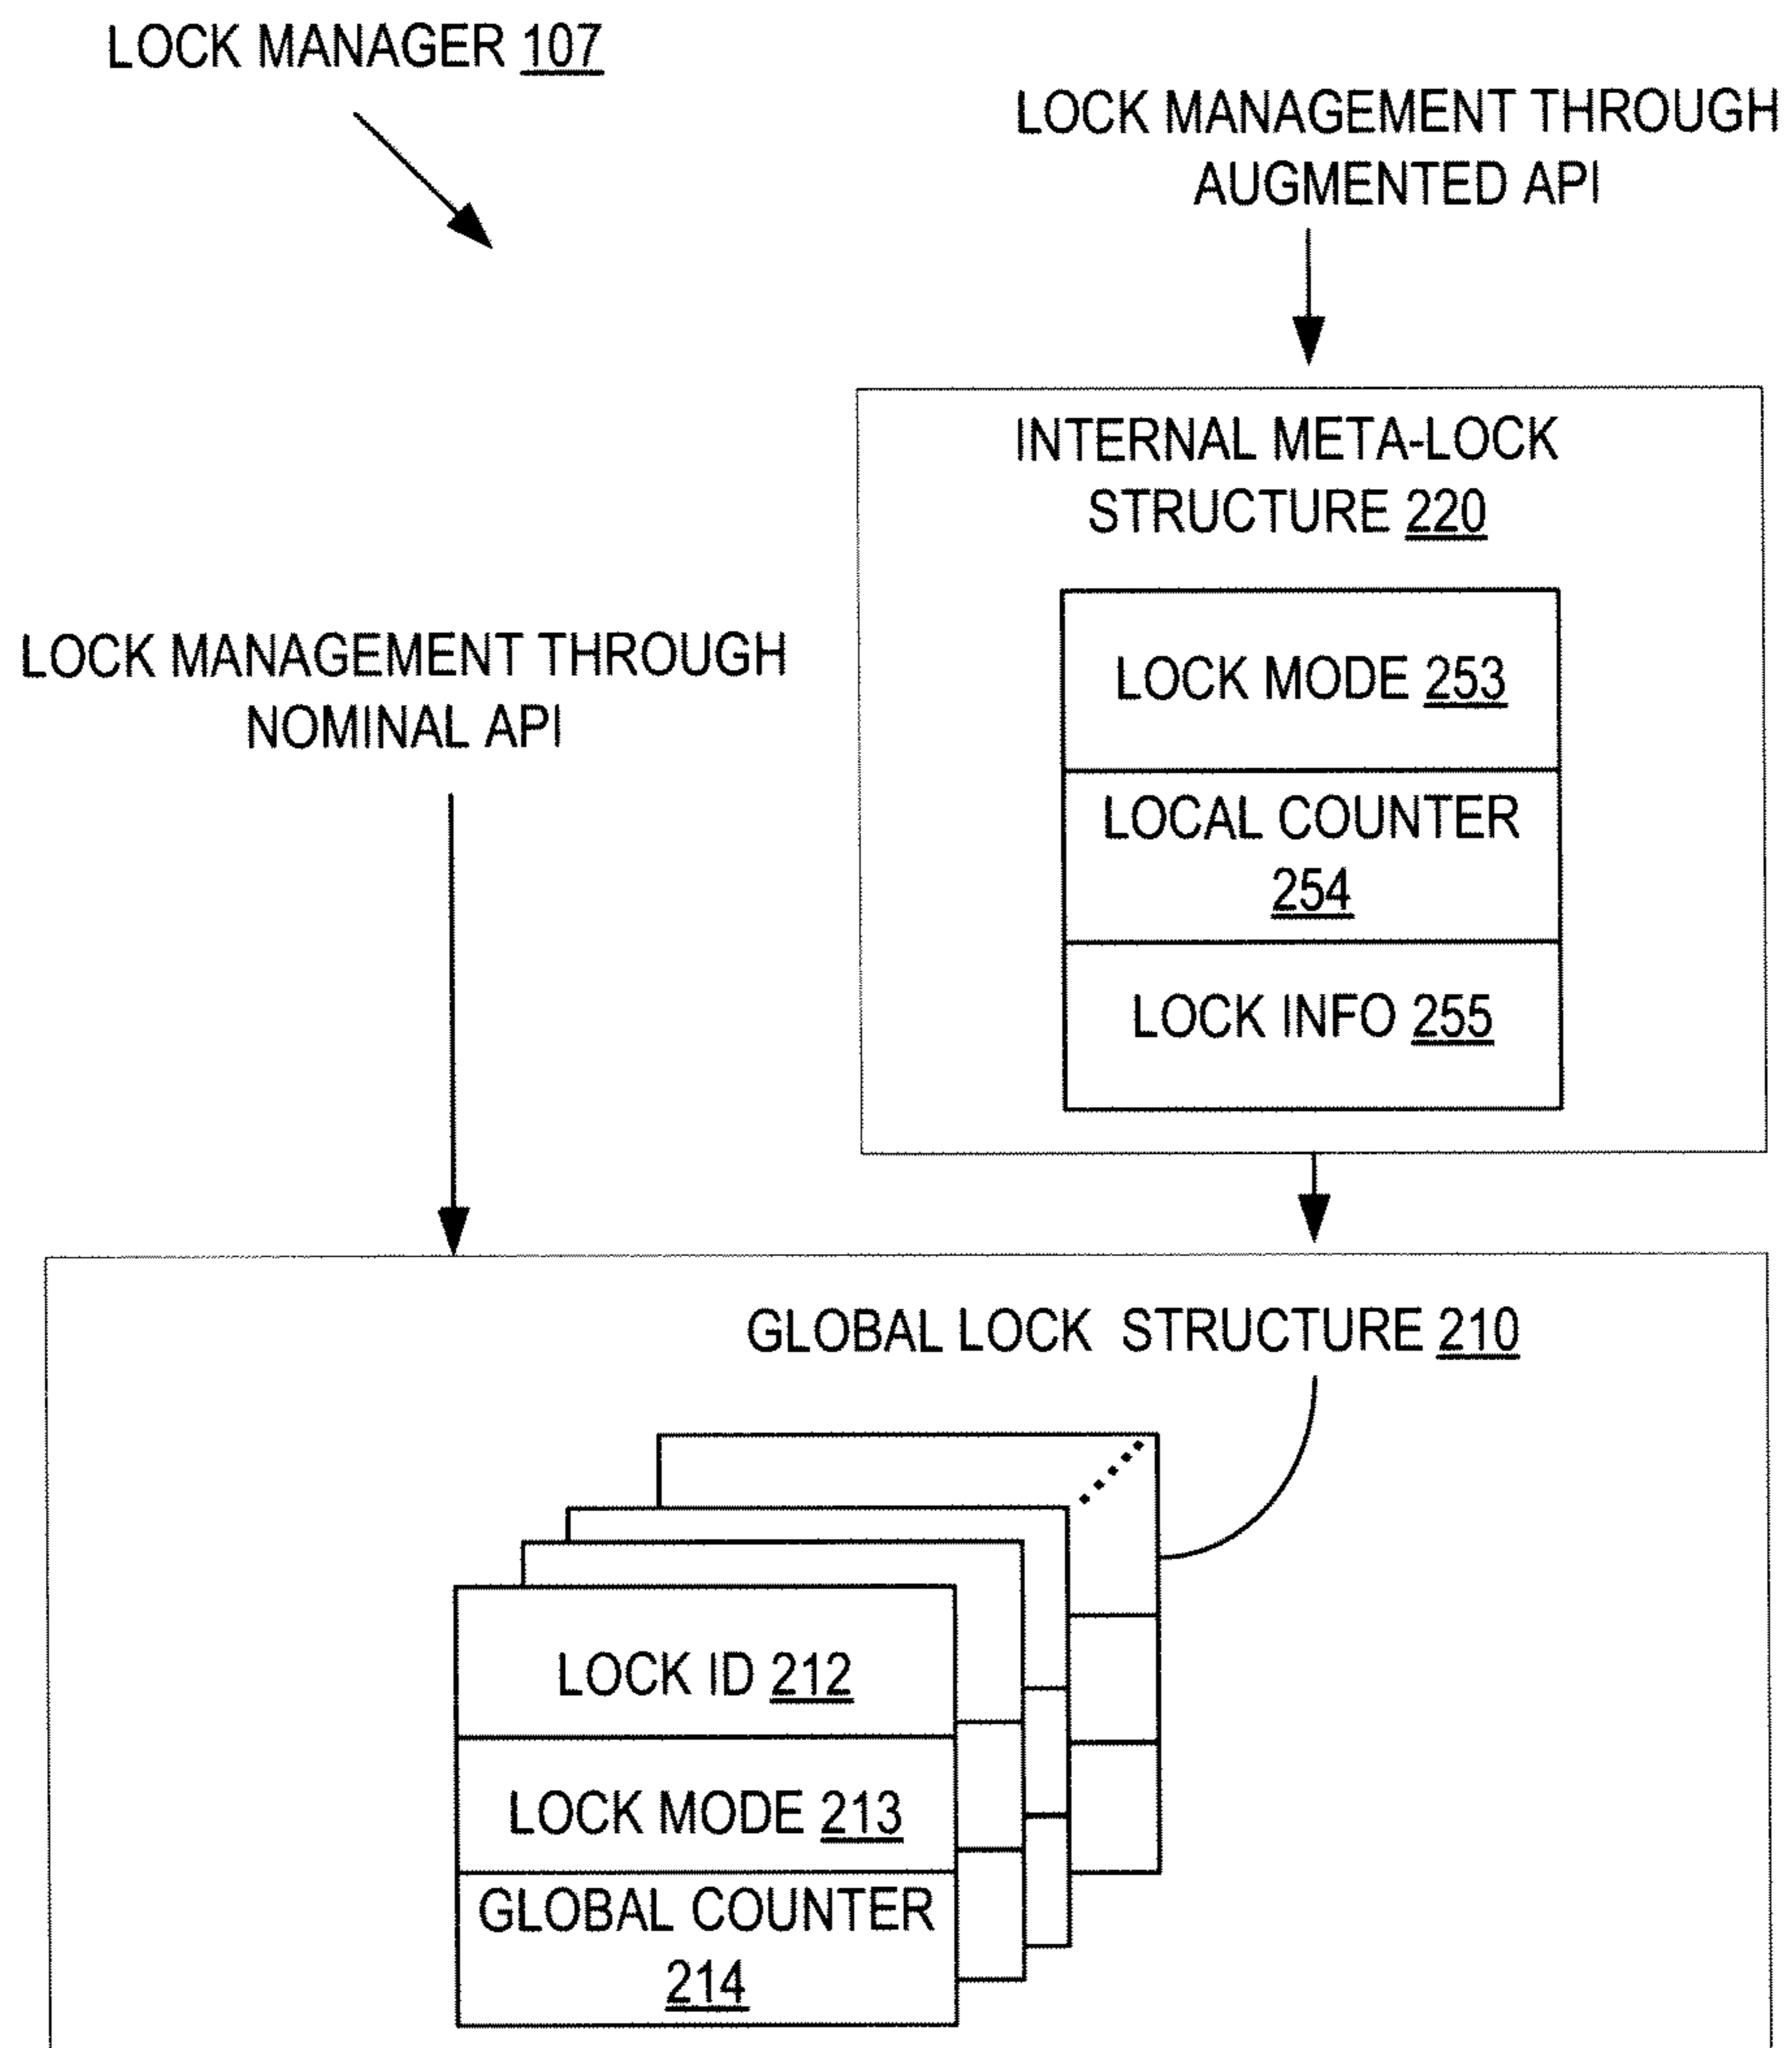 LOCK MANAGER 107
LOCK MANAGEMENT THROUGH
AUGMENTED API
INTERNAL META-LOCK
STRUCTURE 220
LOCK MODE 253
LOCAL COUNTER
254
LOCK INFO 255
LOCK MANAGEMENT THROUGH
NOMINAL API
GLOBAL LOCK STRUCTURE 210
LOCK ID 212
LOCK MODE 213
GLOBAL COUNTER
214